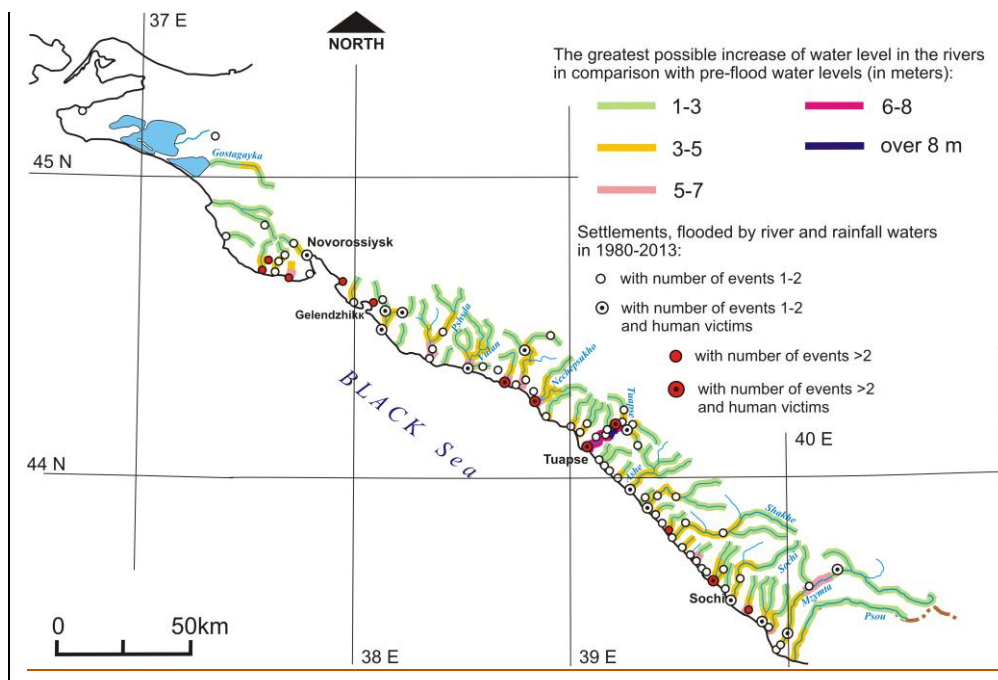 37 E
NORTH
The greatest possible increase of water level in the rivers
in comparison with pre-flood water levels (in meters):
1-3
6-8
3-5
over 8 m
5-7
45 N
Gostagayka
Settlements, flooded by river and rainfall waters
in 1980-2013:
with number of events 1-2
with number of events 1-2
and human victims
with number of events >2
with number of events >2
and human victims
Novorossiysk
Gelendzhikк
Pshada
Vulan
Nechepsukho
Tuapse
BLACK Sea
40 E
Tuapse
44 N
Ashe
Shakhe
Sochi
Mzymta
Sochi
Psou
0 50km
38 E
39 E